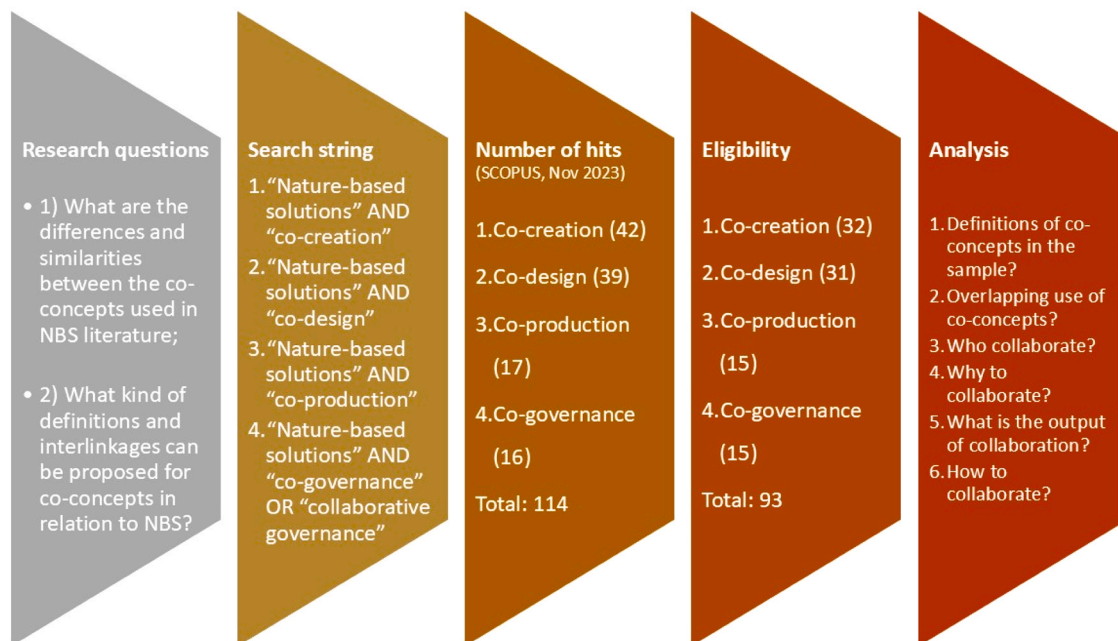 Research questions
• 1) What are the
differences and
similarities
between the co-
concepts used in
NBS literature;
• 2) What kind of
definitions and
interlinkages can
be proposed for
co-concepts in
relation to NBS?
Search string
1.“Nature-based
solutions” AND
“co-creation”
2.“Nature-based
solutions” AND
“co-design”
3.“Nature-based
solutions” AND
“co-production”
4.“Nature-based
solutions” AND
“co-governance”
OR “collaborative
governance”
Number of hits
(SCOPUS, Nov 2023)
1.Co-creation (42)
2.Co-design (39)
3.Co-production
(17)
4.Co-governance
(16)
Total: 114
Eligibility
1.Co-creation (32)
2.Co-design (31)
3.Co-production
(15)
4.Co-governance
(15)
Total: 93
Analysis
1.Definitions of co-
concepts in the
sample?
2.Overlapping use of
co-concepts?
3.Who collaborate?
4.Why to
collaborate?
5.What is the output
of collaboration?
6.How to
collaborate?